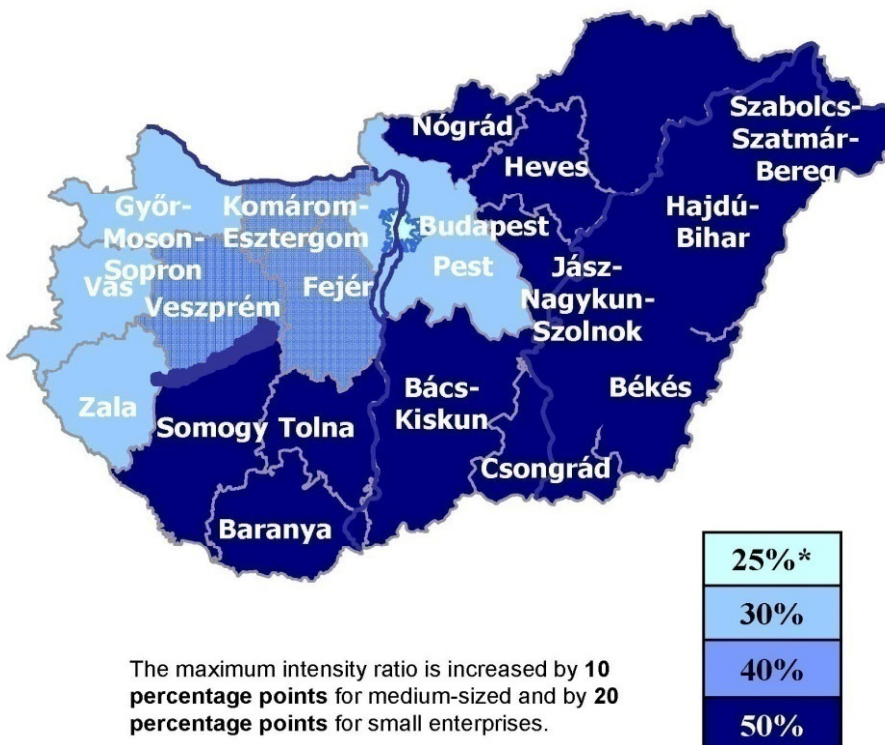 Nógrád
Szabolcs-
Szatmár-
Bereg
Heves
Győr-
Moson-
Sopron
Komárom-
Esztergom
Budapest
Pest
Hajdú-
Bihar
Vas
Veszprém
Fejér
Jász-
Nagykun-
Szolnok
Zala
Somogy
Tolna
Bács-
Kiskun
Békés
Csongrád
Baranya
25%*
30%
40%
50%
The maximum intensity ratio is increased by 10
percentage points for medium-sized and by 20
percentage points for small enterprises.